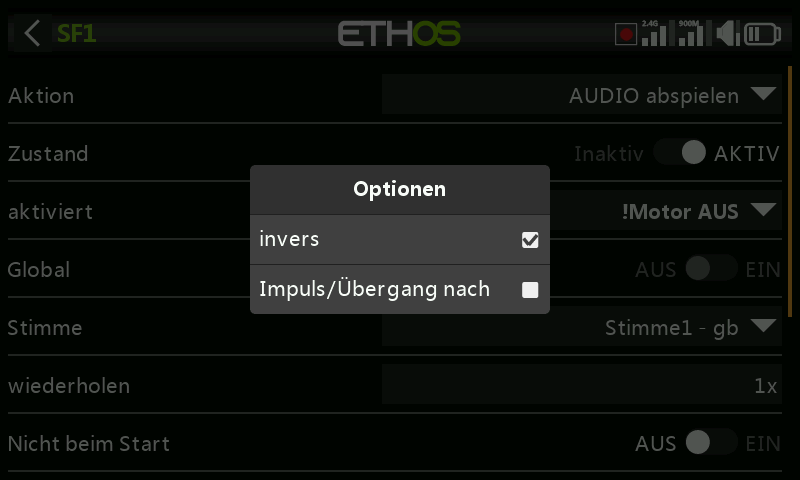 SF1
ETHOS
2.4G
900M
Aktion
AUDIO abspielen
Zustand
Inaktiv AKTIV
aktiviert
!Motor AUS
Global
AUS EIN
Stimme
Stimme1 - gb
wiederholen
1x
Nicht beim Start
AUS EIN
Optionen
invers
Impuls/Übergang nach